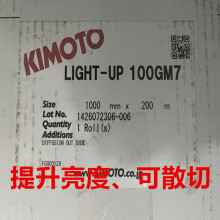 KIMOTO
LIGHT-UP 100GM7
Size 1000 mm x 200 m
Lot No. 1426072306-006
Quantity 1 Roll(s)
Additions
DIFFUSION OUT SIDE
提升亮度、可散切
KIMOTO